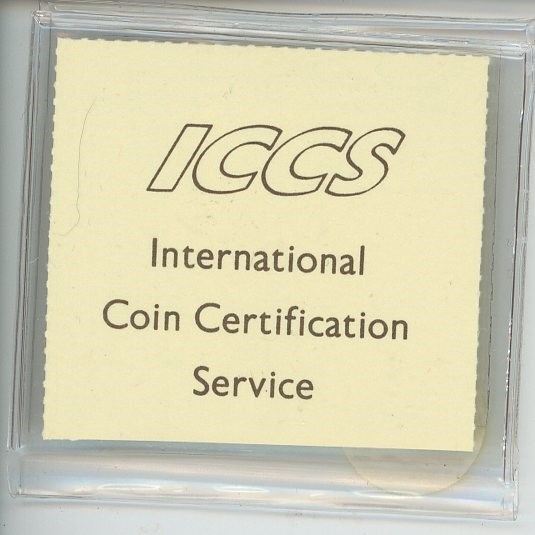 ICCS
International
Coin Certification
Service